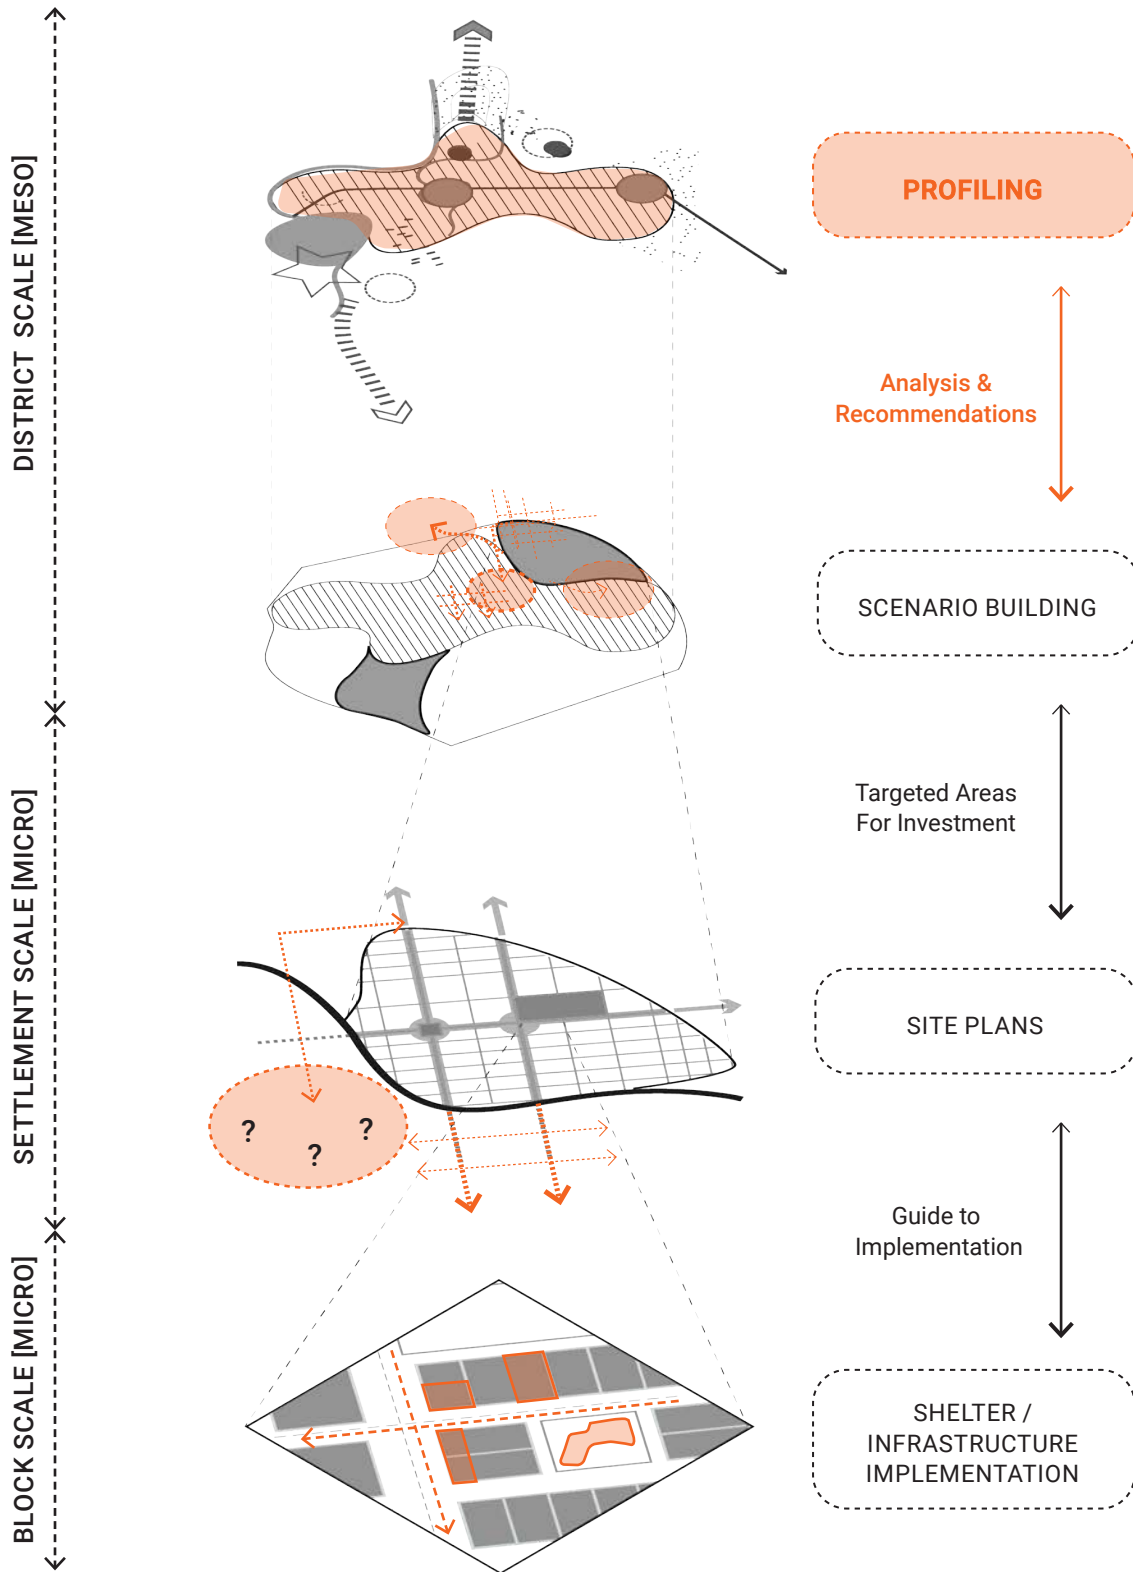 DISTRICT SCALE [MESO]
PROFILING
Analysis &
Recommendations
SCENARIO BUILDING
Targeted Areas
For Investment
SETTLEMENT SCALE [MICRO]
SITE PLANS
?
?
?
Guide to
Implementation
BLOCK SCALE [MICRO]
SHELTER /
INFRASTRUCTURE
IMPLEMENTATION